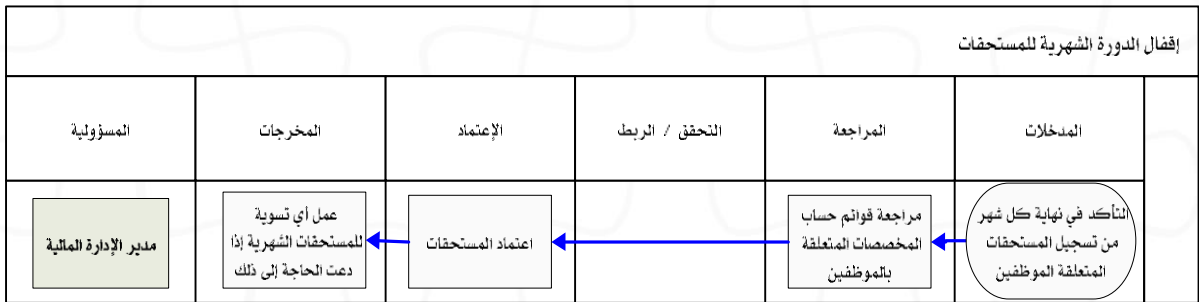 إقفال الدورة الشهرية للمستحقات
المدخلات
المراجعة
التحقق / الربط
الإعتماد
المخرجات
المسؤولية
التأكد في نهاية كل شهر
من تسجيل المستحقات
المتعلقة الموظفين
مراجعة قوائم حساب
المخصصات المتعلقة
بالموظفين
اعتماد المستحقات
عمل أي تسوية
للمستحقات الشهرية إذا
دعت الحاجة إلى ذلك
مدير الإدارة المالية